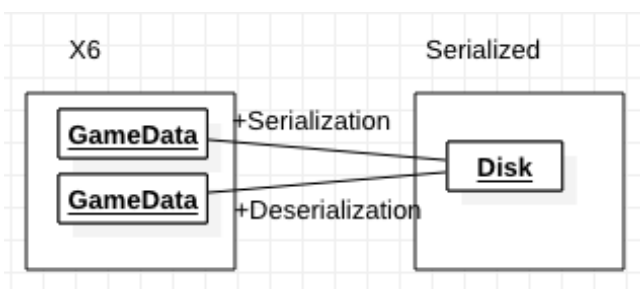 X6
Serialized
GameData
+Serialization
Disk
GameData
+Deserialization